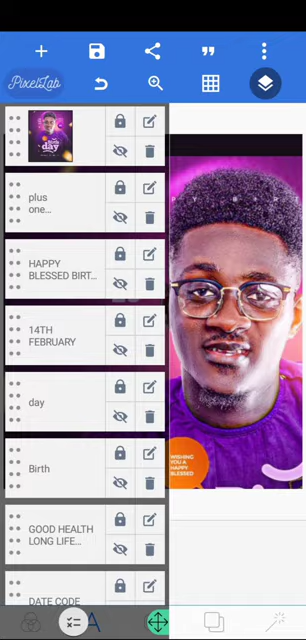 PixelLab
day
plus
one...
HAPPY
BLESSED BIRT...
14TH
FEBRUARY
day
Birth
GOOD HEALTH
LONG LIFE...
DATE CODE
WISHING
YOU A
HAPPY
BLESSED